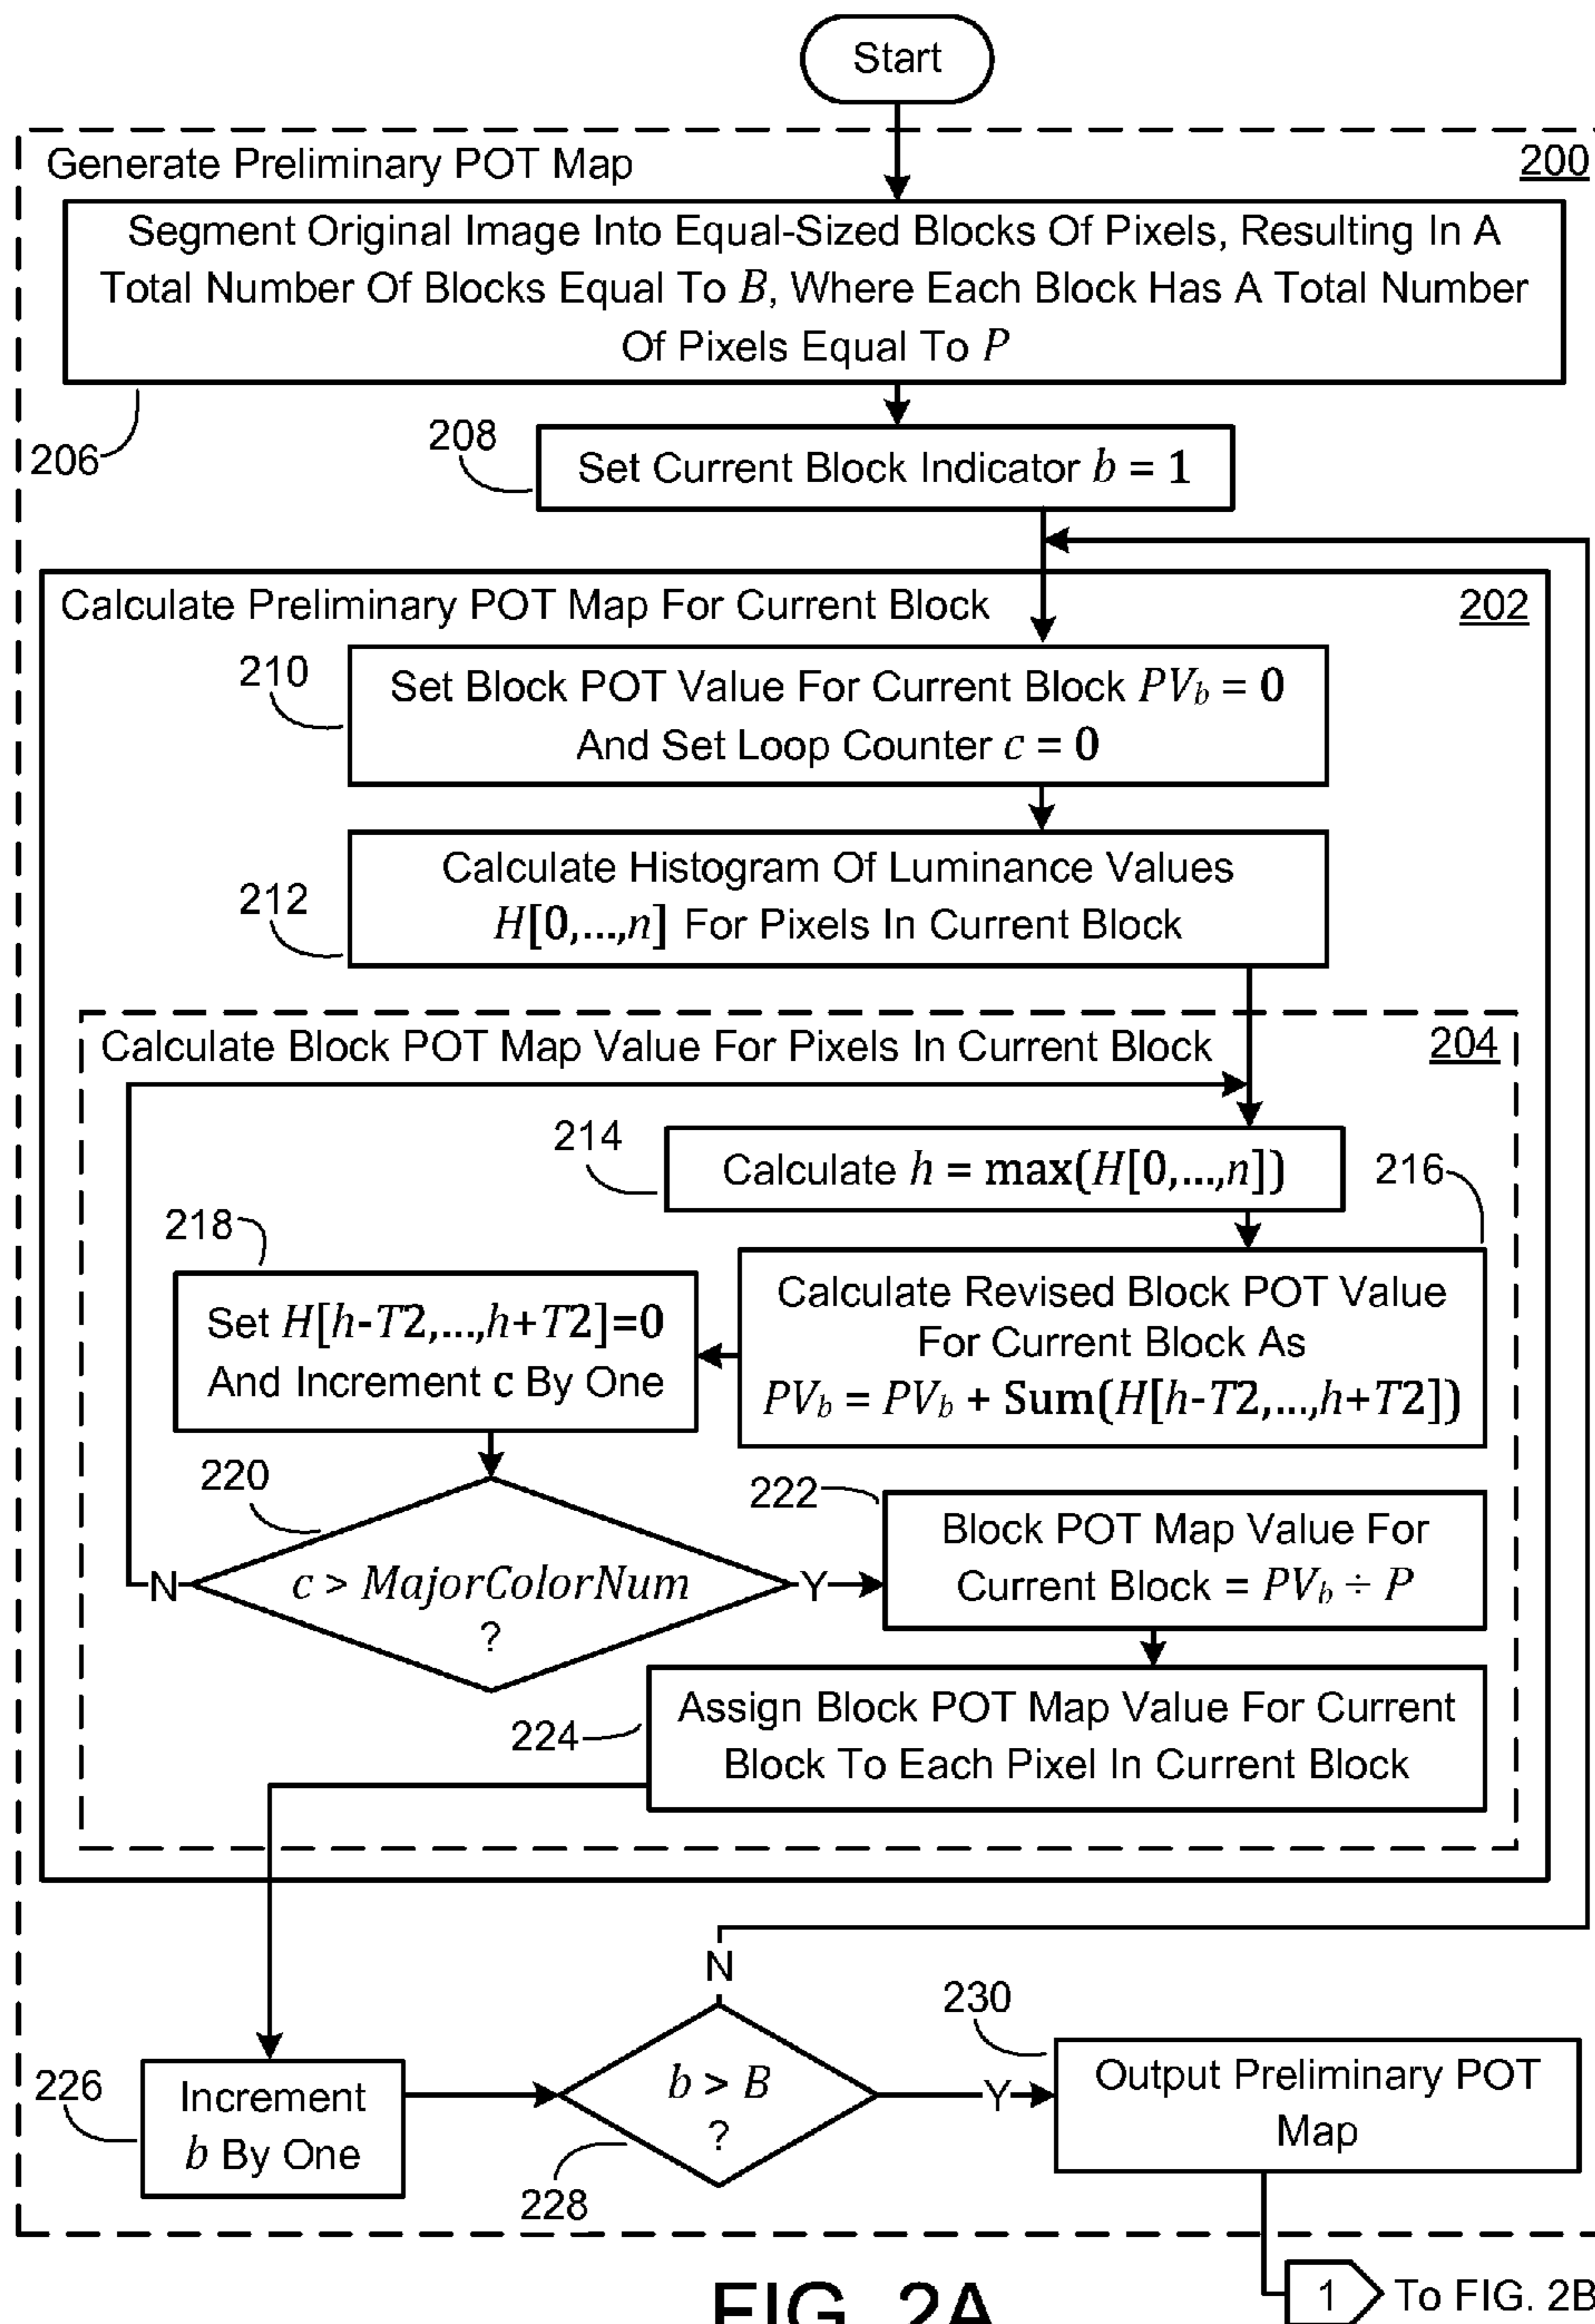 Start
Generate Preliminary POT Map
200
Segment Original Image Into Equal-Sized Blocks Of Pixels, Resulting In A
Total Number Of Blocks Equal To B, Where Each Block Has A Total Number
Of Pixels Equal To P
206
208
Set Current Block Indicator b = 1
Calculate Preliminary POT Map For Current Block
202
210
Set Block POT Value For Current Block PVb = 0
And Set Loop Counter c = 0
212
Calculate Histogram Of Luminance Values
H[0,...,n] For Pixels In Current Block
Calculate Block POT Map Value For Pixels In Current Block
204
214
Calculate h = max(H[0,...,n])
216
Calculate Revised Block POT Value
For Current Block As
PVb = PVb + Sum(H[h-T2,...,h+T2])
218
Set H[h-T2,...,h+T2]=0
And Increment c By One
220
c > MajorColorNum
?
N
Y
222
Block POT Map Value For
Current Block = PVb ÷ P
224
Assign Block POT Map Value For Current
Block To Each Pixel In Current Block
226
Increment
b By One
N
b > B
?
228
Y
230
Output Preliminary POT
Map
1
To FIG. 2B
FIG. 2A